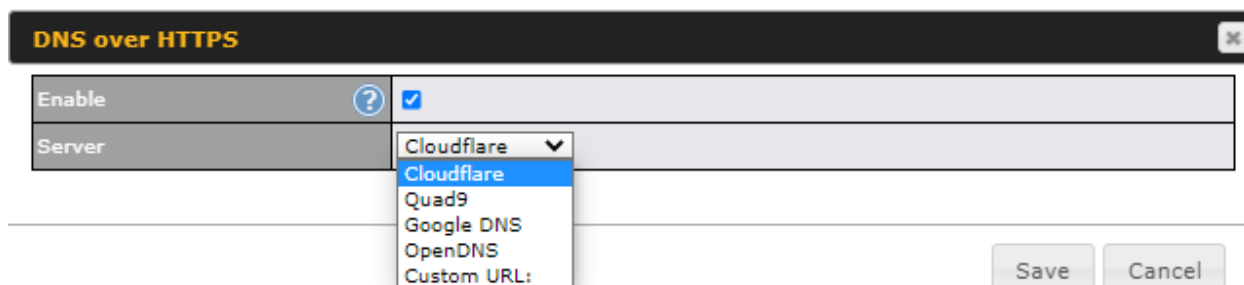 DNS over HTTPS
Enable ?
Server Cloudflare
Cloudflare
Quad9
Google DNS
OpenDNS
Custom URL:
Save Cancel